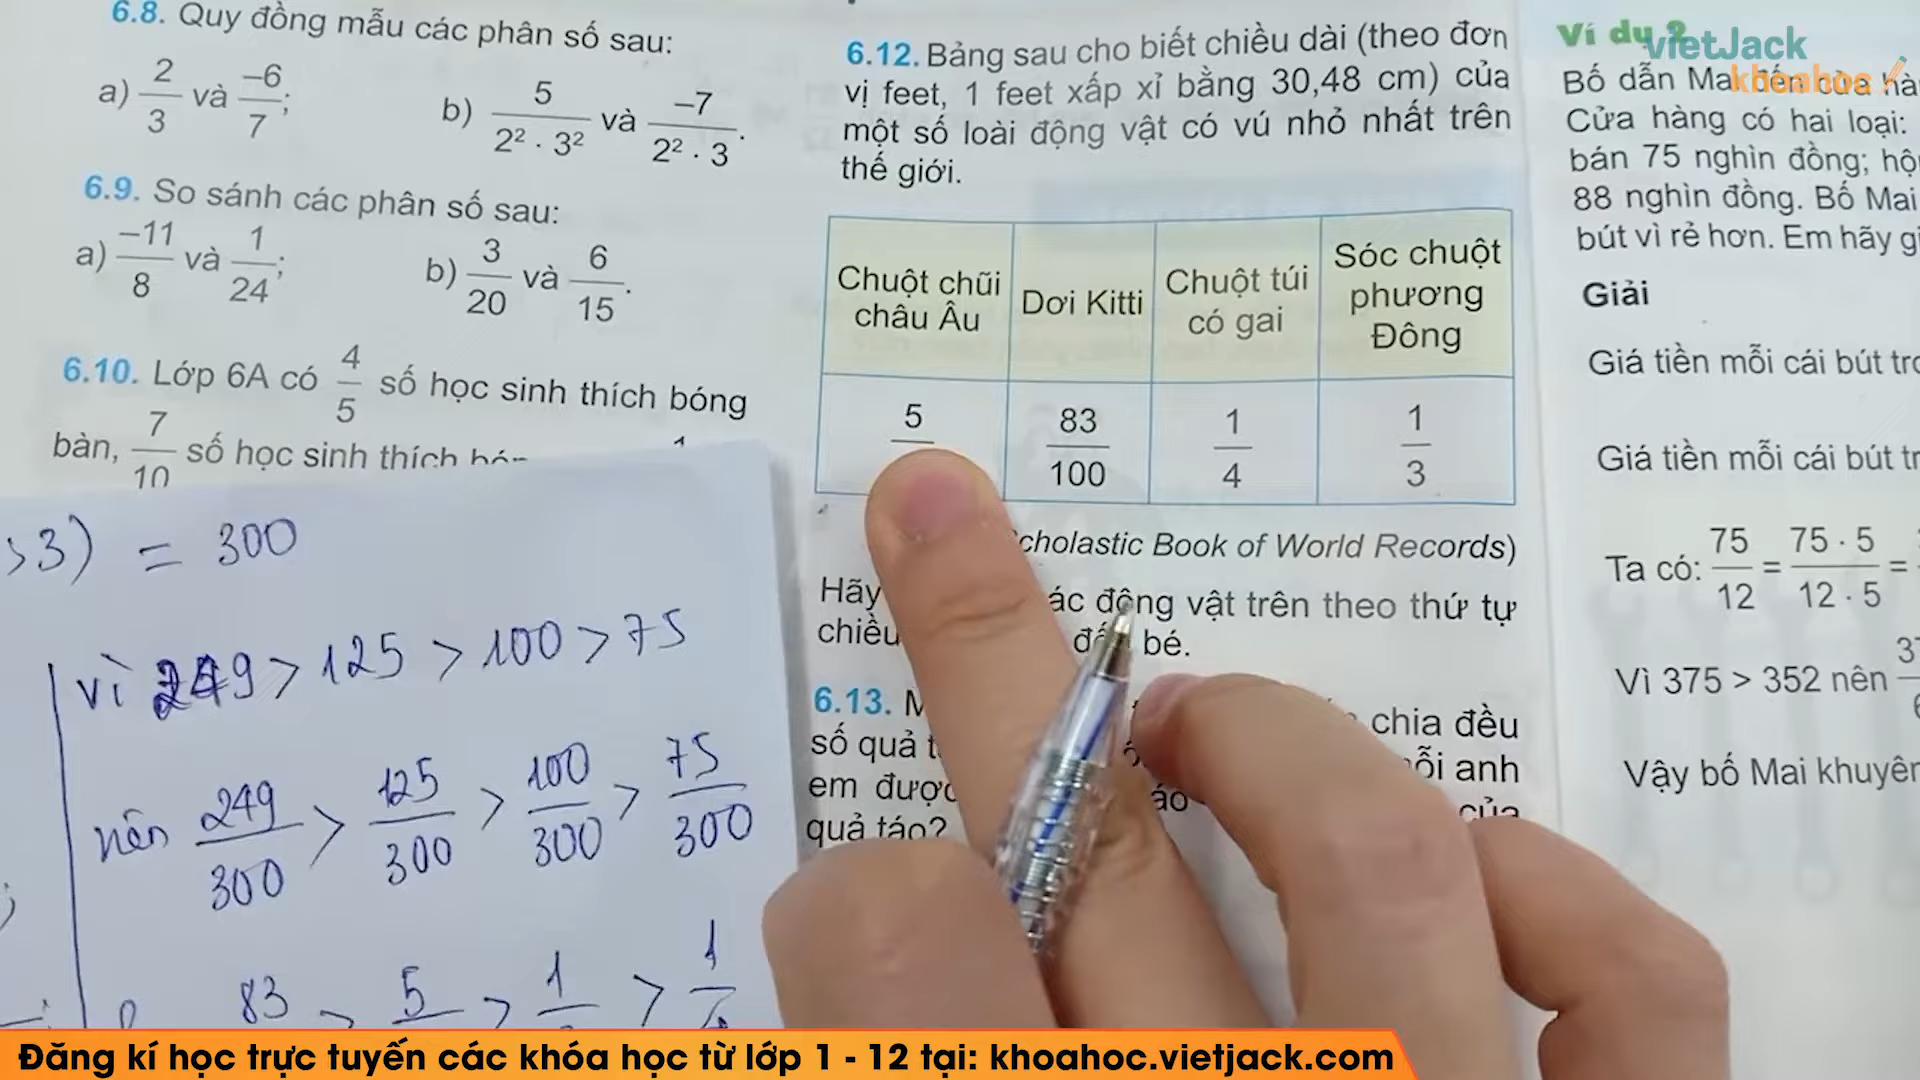 6.8. Quy đồng mẫu các phân số sau:
a) 2/3 và -6/7;
b) 5/(2² · 3²) và -7/(2² · 3).
6.9. So sánh các phân số sau:
a) -11/8 và 1/24;
b) 3/20 và 6/15.
6.10. Lớp 6A có 4/5 số học sinh thích bóng
bàn, 7/10 số học sinh thích
= 300
vì 249 > 125 > 100 > 75
nên 249/300 > 125/300 > 100/300 > 75/300
83 > 5 > 1 > 1
6.12. Bảng sau cho biết chiều dài (theo đơn
vị feet, 1 feet xấp xỉ bằng 30,48 cm) của
một số loài động vật có vú nhỏ nhất trên
thế giới.
Chuột chũi
châu Âu
Dơi Kitti
Chuột túi
có gai
Sóc chuột
phương
Đông
5
83/100
1/4
1/3
Scholastic Book of World Records)
Hãy động vật trên theo thứ tự
chiều bé.
6.13. chia đều
số quả anh
em được
quả táo? của
Ví dụ 2
vietJack
khoahoc
Bố dẫn Mai đến cửa
Cửa hàng có hai loại:
bán 75 nghìn đồng;
88 nghìn đồng. Bố Mai
bút vì rẻ hơn. Em hãy
Giải
Giá tiền mỗi cái bút
Giá tiền mỗi cái bút
Ta có: 75/12 = (75 · 5)/(12 · 5) =
Vì 375 > 352 nên
Vậy bố Mai
Đăng kí học trực tuyến các khóa học từ lớp 1 - 12 tại: khoahoc.vietjack.com